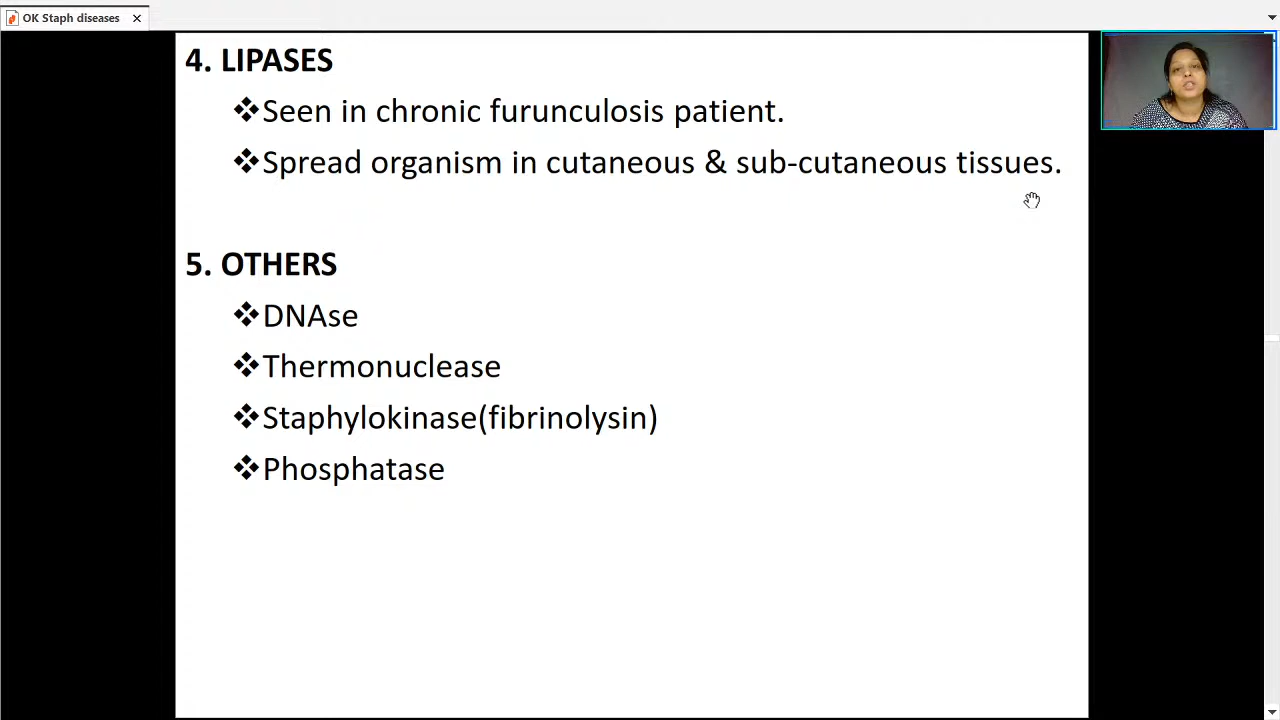 OK Staph diseases
4. LIPASES
❖Seen in chronic furunculosis patient.
❖Spread organism in cutaneous & sub-cutaneous tissues.
5. OTHERS
❖DNAse
❖Thermonuclease
❖Staphylokinase(fibrinolysin)
❖Phosphatase